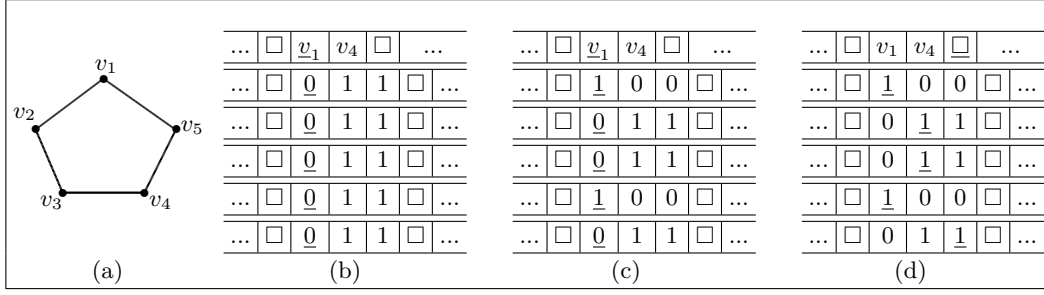 ... □ v₁ v₄ □ ... ... □ v₁ v₄ □ ... ... □ v₁ v₄ □ ...
v₁
... □ 0 1 1 □ ... ... □ 1 0 0 □ ... ... □ 1 0 0 □ ...
v₂ v₅
... □ 0 1 1 □ ... ... □ 0 1 1 □ ... ... □ 0 1 1 □ ...
... □ 0 1 1 □ ... ... □ 0 1 1 □ ... ... □ 0 1 1 □ ...
v₃ v₄
... □ 0 1 1 □ ... ... □ 1 0 0 □ ... ... □ 1 0 0 □ ...
... □ 0 1 1 □ ... ... □ 0 1 1 □ ... ... □ 0 1 1 □ ...
(a) (b) (c) (d)